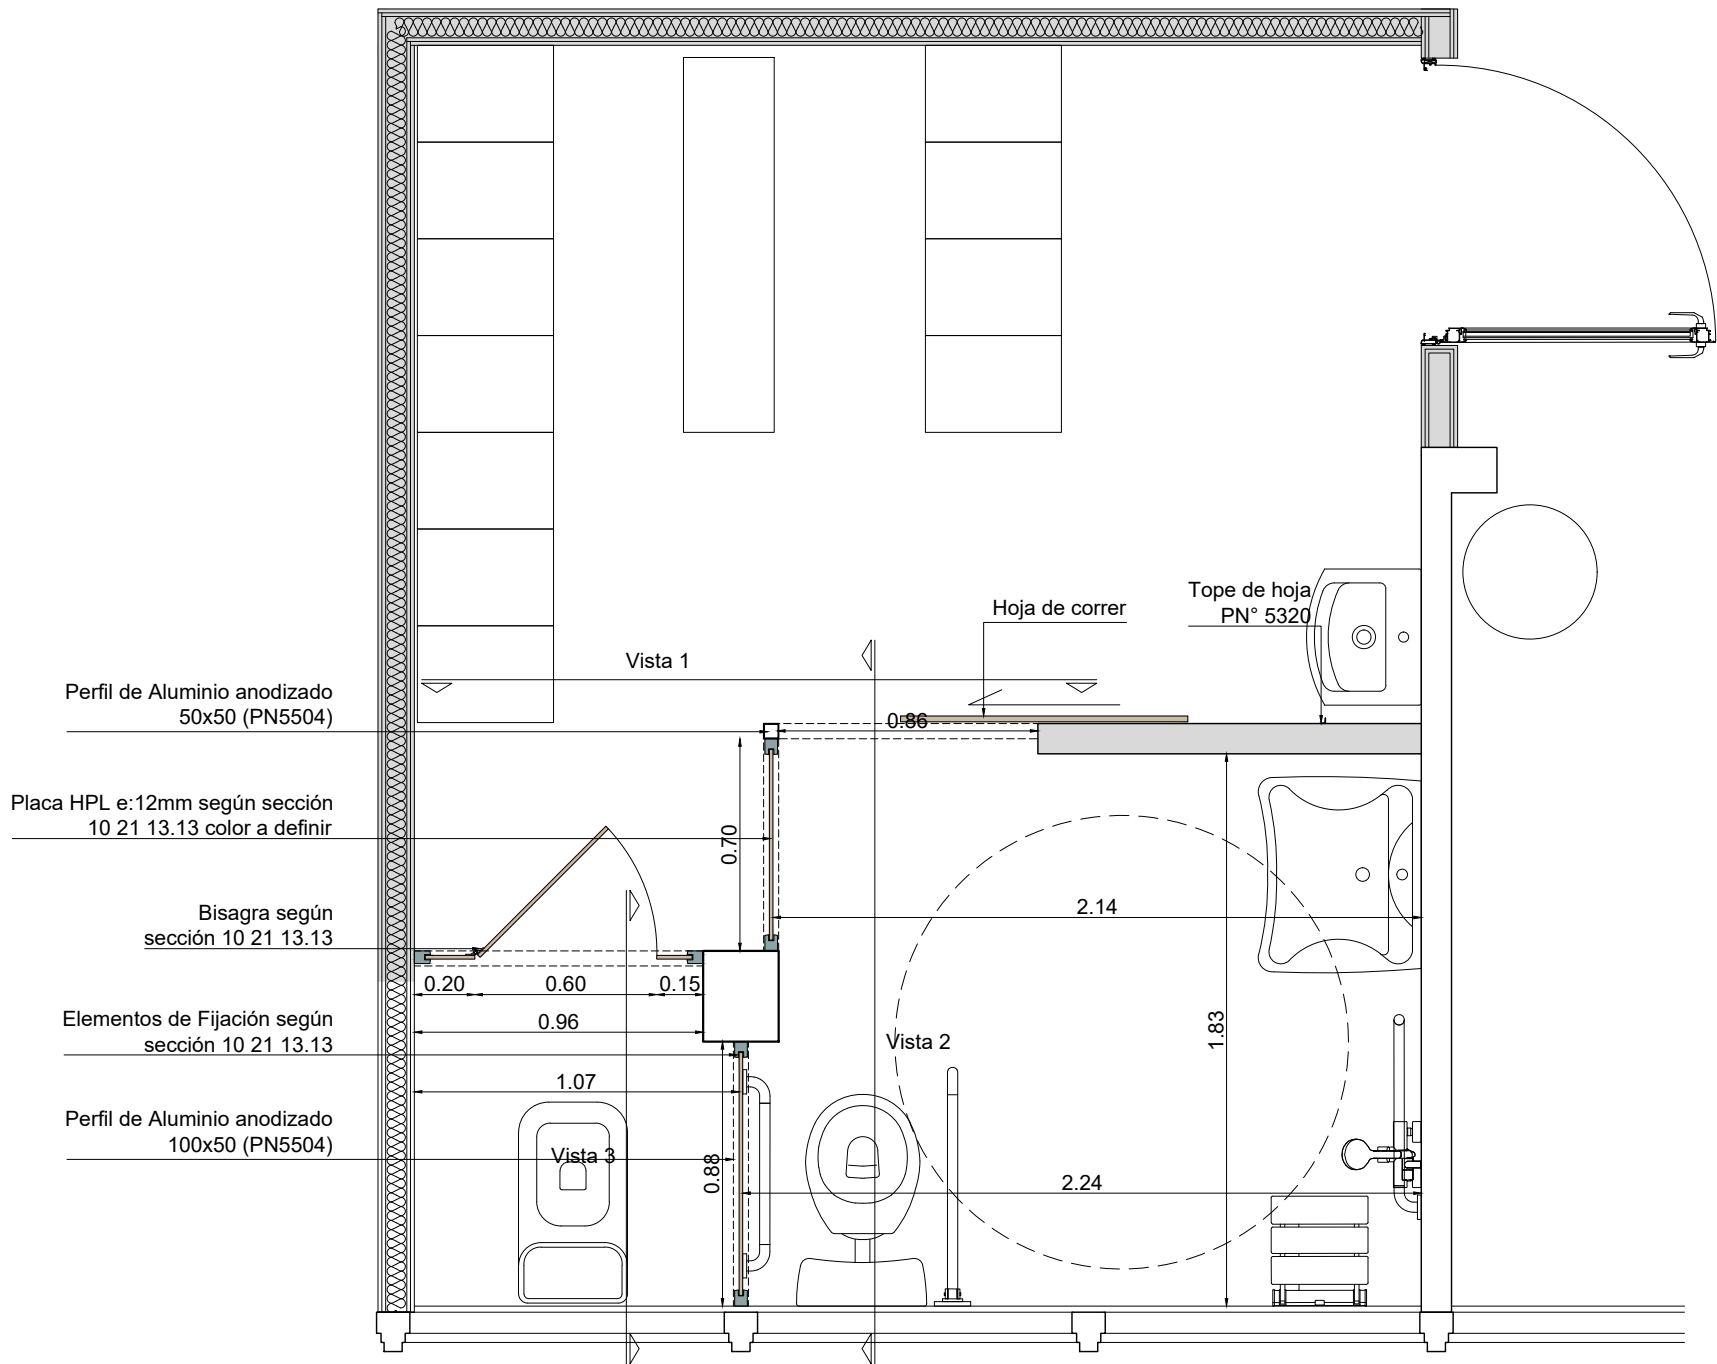 Tope de hoja
PN° 5320
Hoja de correr
Vista 1
Perfil de Aluminio anodizado
50x50 (PN5504)
0.86
Placa HPL e:12mm según sección
10 21 13.13 color a definir
0.70
Bisagra según
sección 10 21 13.13
2.14
0.20
0.60
0.15
Elementos de Fijación según
sección 10 21 13.13
0.96
1.83
Vista 2
1.07
Perfil de Aluminio anodizado
100x50 (PN5504)
Vista 3
0.88
2.24